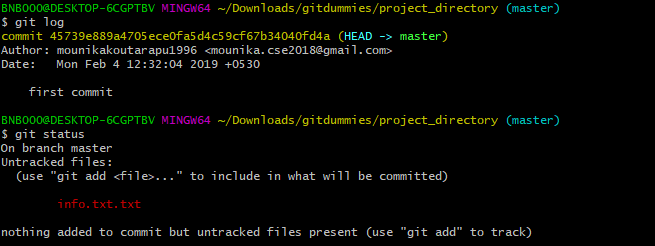 BNBOOO@DESKTOP-6CGPTBV MINGW64 ~/Downloads/gitdummies/project_directory (master)
$ git log
commit 45739e889a4705ece0fa5d4c59cf67b34040fd4a (HEAD -> master)
Author: mounikakoutarapu1996 <mounika.cse2018@gmail.com>
Date:   Mon Feb 4 12:32:04 2019 +0530
    first commit
BNBOOO@DESKTOP-6CGPTBV MINGW64 ~/Downloads/gitdummies/project_directory (master)
$ git status
On branch master
Untracked files:
  (use "git add <file>..." to include in what will be committed)
        info.txt.txt
nothing added to commit but untracked files present (use "git add" to track)